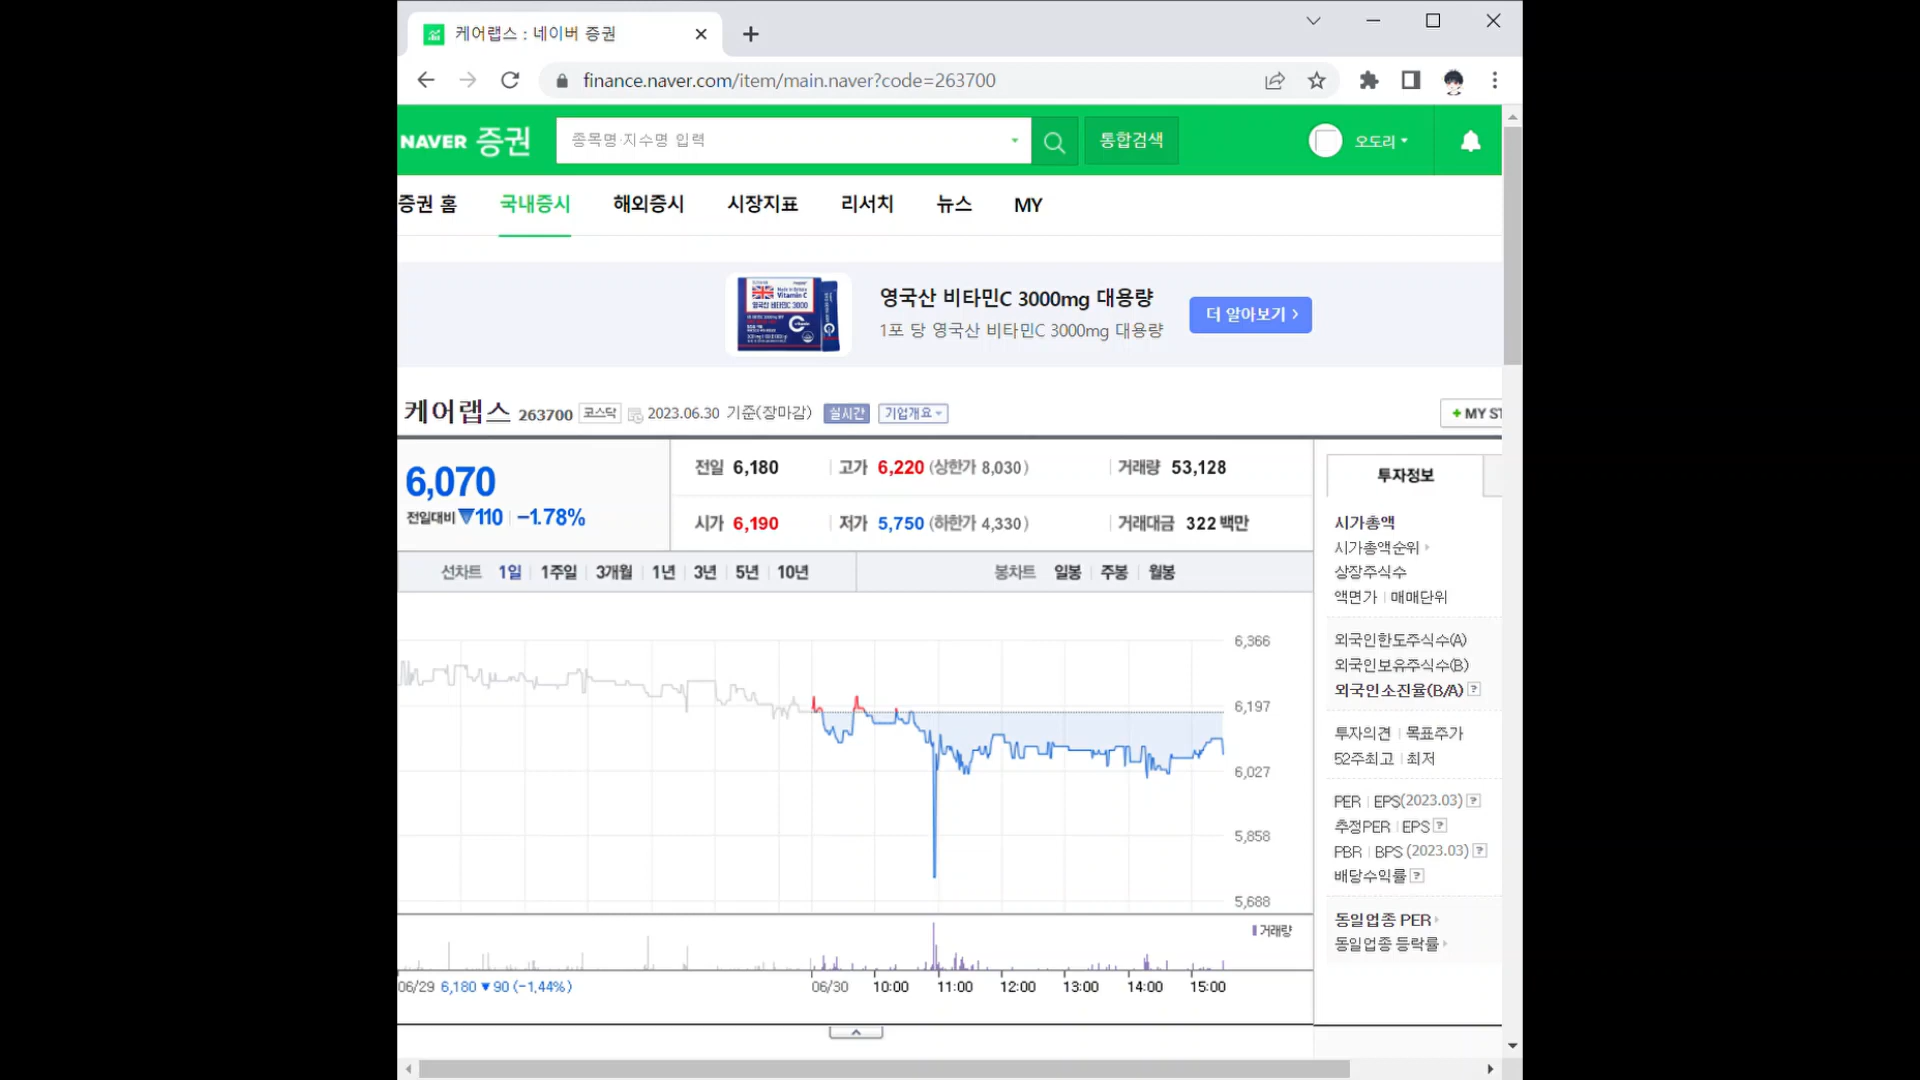 케어랩스 : 네이버 증권
finance.naver.com/item/main.naver?code=263700
NAVER 증권
종목명·지수명 입력
통합검색
오도리
증권 홈 국내증시 해외증시 시장지표 리서치 뉴스 MY
Vitamin C
영국산 비타민C 3000
영국산 비타민C 3000mg 대용량
1포 당 영국산 비타민C 3000mg 대용량
더 알아보기 >
케어랩스 263700 코스닥 2023.06.30 기준(장마감) 실시간 기업개요
+ MY ST
6,070
전일대비 ▼110 | −1.78%
전일 6,180 | 고가 6,220 (상한가 8,030) | 거래량 53,128
시가 6,190 | 저가 5,750 (하한가 4,330) | 거래대금 322 백만
선차트 1일 1주일 3개월 1년 3년 5년 10년 봉차트 일봉 주봉 월봉
6,366
6,197
6,027
5,858
5,688
거래량
06/29 6,180 ▼ 90 (−1,44%) 06/30 10:00 11:00 12:00 13:00 14:00 15:00
투자정보
시가총액
시가총액순위
상장주식수
액면가 | 매매단위
외국인한도주식수(A)
외국인보유주식수(B)
외국인소진율(B/A) ?
투자의견 | 목표주가
52주최고 | 최저
PER | EPS(2023.03) ?
추정PER | EPS ?
PBR | BPS (2023.03) ?
배당수익률 ?
동일업종 PER
동일업종 등락률